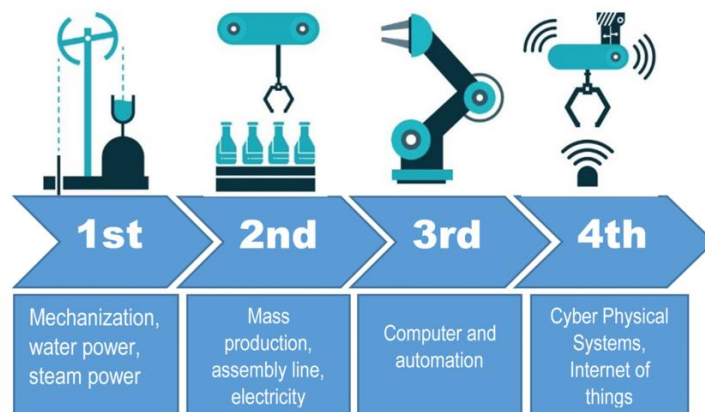 1st
2nd
3rd
4th
Mechanization,
water power,
steam power
Mass
production,
assembly line,
electricity
Computer and
automation
Cyber Physical
Systems,
Internet of
things